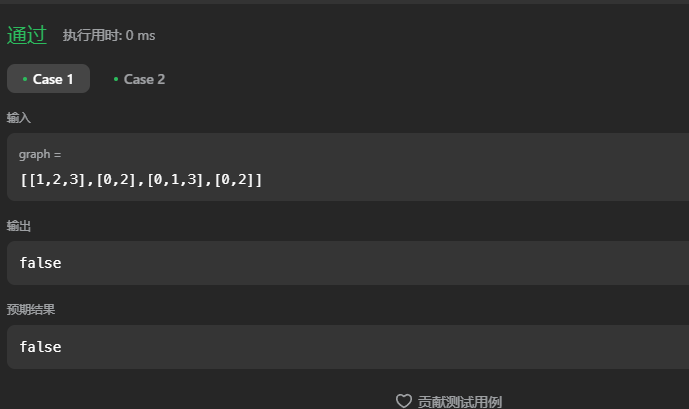 通过 执行用时: 0 ms
Case 1 Case 2
输入
graph =
[[1,2,3],[0,2],[0,1,3],[0,2]]
输出
false
预期结果
false
贡献测试用例